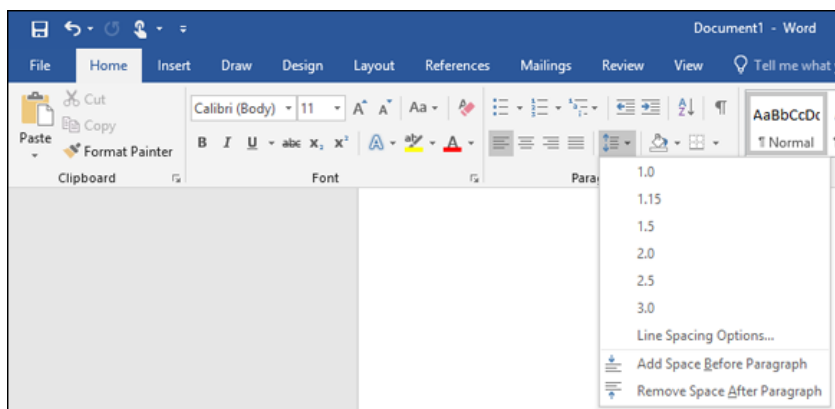 Document1 - Word
File Home Insert Draw Design Layout References Mailings Review View Tell me what
Cut
Copy
Paste
Format Painter
Clipboard
Calibri (Body) 11 A A Aa
B I U abc X₂ X² A ab A
Font
Para
AaBbCcDc
¶ Normal
1.0
1.15
1.5
2.0
2.5
3.0
Line Spacing Options...
Add Space Before Paragraph
Remove Space After Paragraph